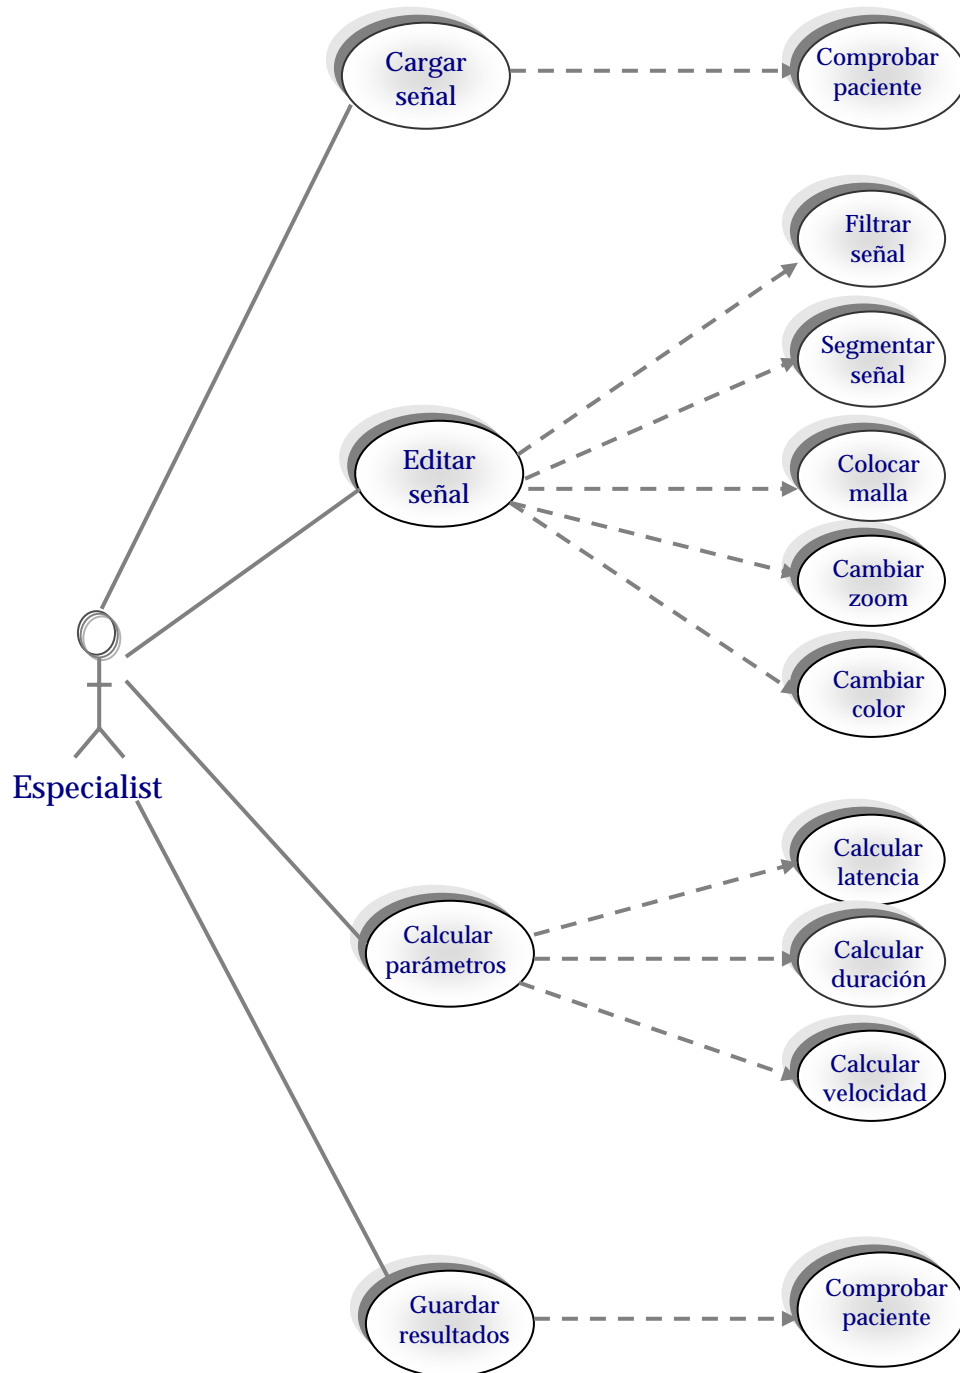 Cargar
señal
Comprobar
paciente
Filtrar
señal
Segmentar
señal
Editar
señal
Colocar
malla
Cambiar
zoom
Cambiar
color
Especialist
Calcular
latencia
Calcular
parámetros
Calcular
duración
Calcular
velocidad
Guardar
resultados
Comprobar
paciente